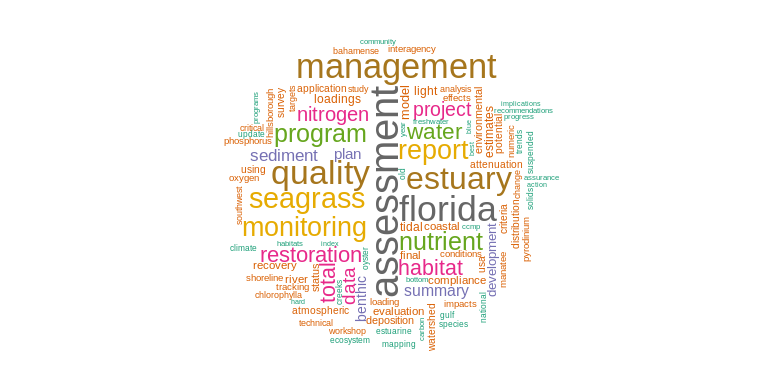 community
bahamense
interagency
management
application
study
light
analysis
implications
targets
survey
hillsborough
programs
loadings
model
effects
recommendations
nitrogen
project
progress
environmental
estimates
potential
numeric
trends
suspended
critical
update
phosphorus
program
year
freshwater
water
blue
best
sediment
plan
report
attenuation
using
oxygen
quality
assessment
old
estuary
change
assurance
action
solids
seagrass
florida
southwest
monitoring
tidal
coastal
ccmp
criteria
distribution
pyrodinium
climate
habitats
index
nutrient
restoration
oyster
final
conditions
recovery
status
total
data
habitat
usa
development
manatee
shoreline
river
tracking
creeks
benthic
bottom
compliance
chlorophylla
hard
summary
loading
impacts
national
atmospheric
evaluation
gulf
technical
deposition
carbon
watershed
species
workshop
estuarine
ecosystem
mapping